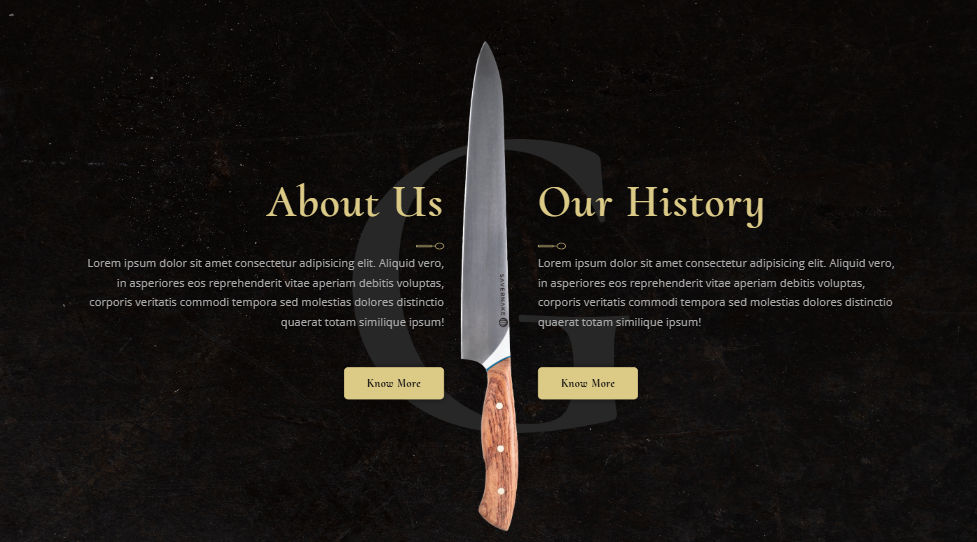 About Us
Lorem ipsum dolor sit amet consectetur adipisicing elit. Aliquid vero,
in asperiores eos reprehenderit vitae aperiam debitis voluptas,
corporis veritatis commodi tempora sed molestias dolores distinctio
quaerat totam similique ipsum!
Know More
G
SAVERNAKE
Our History
Lorem ipsum dolor sit amet consectetur adipisicing elit. Aliquid vero,
in asperiores eos reprehenderit vitae aperiam debitis voluptas,
corporis veritatis commodi tempora sed molestias dolores distinctio
quaerat totam similique ipsum!
Know More